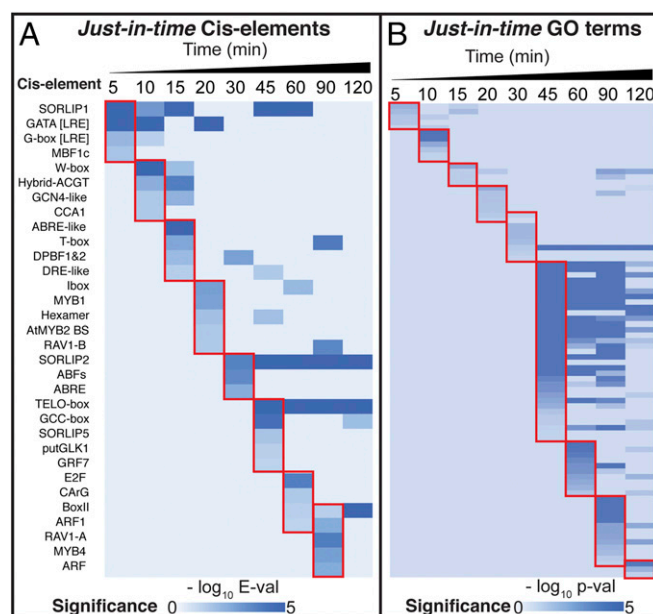 A Just-in-time Cis-elements
Time (min)
Cis-element 5 10 15 20 30 45 60 90 120
SORLIP1
GATA [LRE]
G-box [LRE]
MBF1c
W-box
Hybrid-ACGT
GCN4-like
CCA1
ABRE-like
T-box
DPBF1&2
DRE-like
Ibox
MYB1
Hexamer
AtMYB2 BS
RAV1-B
SORLIP2
ABFs
ABRE
TELO-box
GCC-box
SORLIP5
putGLK1
GRF7
E2F
CArG
BoxII
ARF1
RAV1-A
MYB4
ARF
- log10 E-val
Significance 0 5
B Just-in-time GO terms
Time (min)
5 10 15 20 30 45 60 90 120
- log10 p-val
Significance 0 5